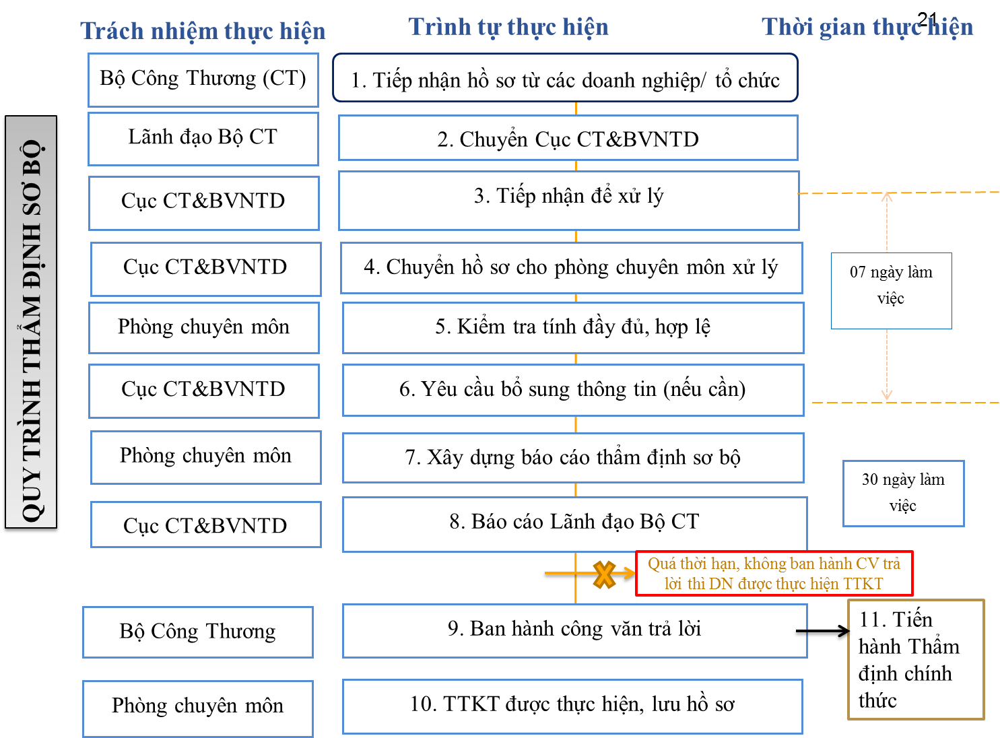 21
Trách nhiệm thực hiện
Trình tự thực hiện
Thời gian thực hiện
QUY TRÌNH THẨM ĐỊNH SƠ BỘ
Bộ Công Thương (CT)
1. Tiếp nhận hồ sơ từ các doanh nghiệp/ tổ chức
Lãnh đạo Bộ CT
2. Chuyển Cục CT&BVNTD
Cục CT&BVNTD
3. Tiếp nhận để xử lý
Cục CT&BVNTD
4. Chuyển hồ sơ cho phòng chuyên môn xử lý
07 ngày làm
việc
Phòng chuyên môn
5. Kiểm tra tính đầy đủ, hợp lệ
Cục CT&BVNTD
6. Yêu cầu bổ sung thông tin (nếu cần)
Phòng chuyên môn
7. Xây dựng báo cáo thẩm định sơ bộ
30 ngày làm
việc
Cục CT&BVNTD
8. Báo cáo Lãnh đạo Bộ CT
Quá thời hạn, không ban hành CV trả
lời thì DN được thực hiện TTKT
Bộ Công Thương
9. Ban hành công văn trả lời
11. Tiến
hành Thẩm
định chính
thức
Phòng chuyên môn
10. TTKT được thực hiện, lưu hồ sơ